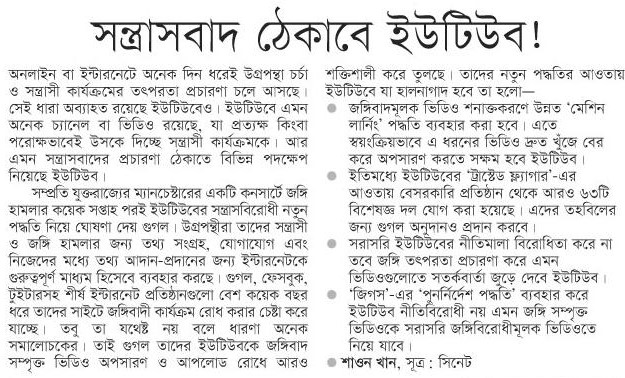 সন্ত্রাসবাদ ঠেকাবে ইউটিউব!
অনলাইন বা ইন্টারনেটে অনেক দিন ধরেই উগ্রপন্থা চর্চা
ও সন্ত্রাসী কার্যক্রমের তৎপরতা প্রচারণা চলে আসছে।
সেই ধারা অব্যাহত রয়েছে ইউটিউবেও। ইউটিউবে এমন
অনেক চ্যানেল বা ভিডিও রয়েছে, যা প্রত্যক্ষ কিংবা
পরোক্ষভাবেই উসকে দিচ্ছে সন্ত্রাসী কার্যক্রমকে। আর
এমন সন্ত্রাসবাদের প্রচারণা ঠেকাতে বিভিন্ন পদক্ষেপ
নিয়েছে ইউটিউব।
সম্প্রতি যুক্তরাজ্যের ম্যানচেষ্টারের একটি কনসার্টে জঙ্গি
হামলার কয়েক সপ্তাহ পরই ইউটিউবের সন্ত্রাসবিরোধী নতুন
পদ্ধতি নিয়ে ঘোষণা দেয় গুগল। উগ্রপন্থীরা তাদের সন্ত্রাসী
ও জঙ্গি হামলার জন্য তথ্য সংগ্রহ, যোগাযোগ এবং
নিজেদের মধ্যে তথ্য আদান-প্রদানের জন্য ইন্টারনেটকে
গুরুত্বপূর্ণ মাধ্যম হিসেবে ব্যবহার করছে। গুগল, ফেসবুক,
টুইটারসহ শীর্ষ ইন্টারনেট প্রতিষ্ঠানগুলো বেশ কয়েক বছর
ধরে তাদের সাইটে জঙ্গিবাদী কার্যক্রম রোধ করার চেষ্টা করে
যাচ্ছে। তবু তা যথেষ্ট নয় বলে ধারণা অনেক
সমালোচকের। তাই গুগল তাদের ইউটিউবকে জঙ্গিবাদ
সম্পৃক্ত ভিডিও অপসারণ ও আপলোড রোধে আরও
শক্তিশালী করে তুলছে। তাদের নতুন পদ্ধতির আওতায়
ইউটিউবে যা হালনাগাদ হবে তা হলো—
● জঙ্গিবাদমূলক ভিডিও শনাক্তকরণে উন্নত ‘মেশিন
লার্নিং’ পদ্ধতি ব্যবহার করা হবে। এতে
স্বয়ংক্রিয়ভাবে এ ধরনের ভিডিও দ্রুত খুঁজে বের
করে অপসারণ করতে সক্ষম হবে ইউটিউব।
● ইতিমধ্যে ইউটিউবের ‘ট্রাস্টেড ফ্ল্যাগার’-এর
আওতায় বেসরকারি প্রতিষ্ঠান থেকে আরও ৬৩টি
বিশেষজ্ঞ দল যোগ করা হয়েছে। এদের তহবিলের
জন্য গুগল অনুদানও প্রদান করবে।
● সরাসরি ইউটিউবের নীতিমালা বিরোধিতা করে না
তবে জঙ্গি তৎপরতা প্রচারণা করে এমন
ভিডিওগুলোতে সতর্কবার্তা জুড়ে দেবে ইউটিউব।
● ‘জিগস’-এর ‘পুনর্নির্দেশ পদ্ধতি’ ব্যবহার করে
ইউটিউব নীতিবিরোধী নয় এমন জঙ্গি সম্পৃক্ত
ভিডিওকে সরাসরি জঙ্গিবিরোধীমূলক ভিডিওতে
নিয়ে যাবে।
● শাওন খান, সূত্র : সিনেট